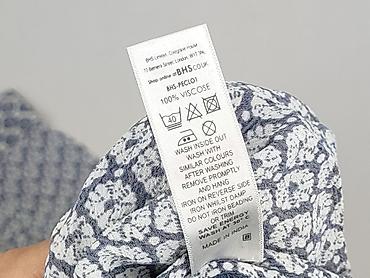 BHS London, Colegrave House
70 Berners Street, London, W1T 3NL
Shop online at BHS.CO.UK
BHS-PECLO1
100% VISCOSE
40
WASH INSIDE OUT
WASH WITH
SIMILAR COLOURS
AFTER WASHING
REMOVE PROMPTLY
AND HANG
IRON ON REVERSE SIDE
IRON WHILST DAMP
DO NOT IRON BEADING
OR TRIM
SAVE ENERGY
WASH AT 30°C
MADE IN INDIA